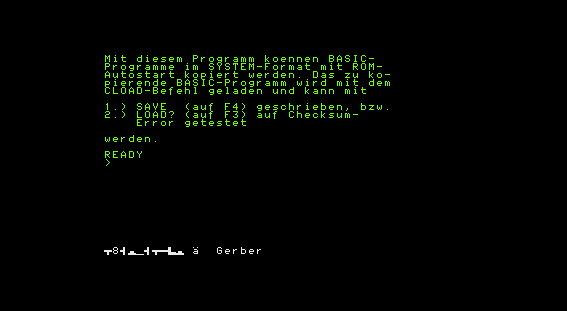 Mit diesem Programm koennen BASIC-
Programme im SYSTEM-Format mit ROM-
Autostart kopiert werden. Das zu ko-
pierende BASIC-Programm wird mit dem
CLOAD-Befehl geladen und kann mit
1.) SAVE  (auf F4) geschrieben, bzw.
2.) LOAD? (auf F3) auf Checksum-
Error getestet
werden.
READY
>
ä  Gerber